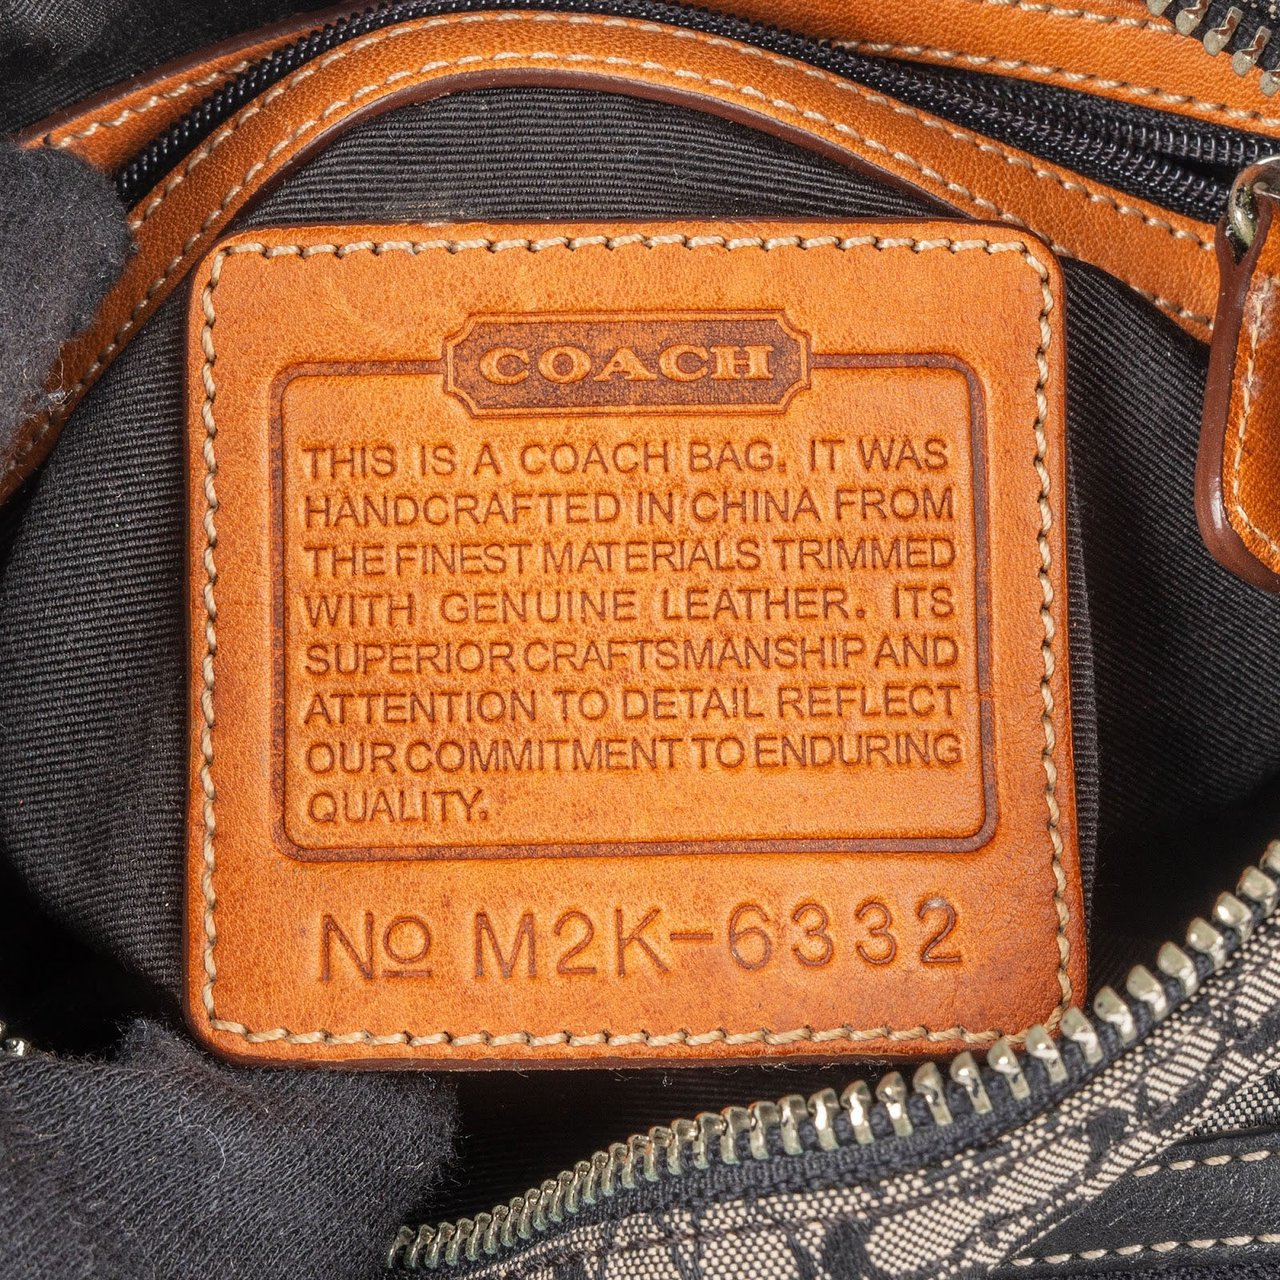 COACH
THIS IS A COACH BAG. IT WAS
HANDCRAFTED IN CHINA FROM
THE FINEST MATERIALS TRIMMED
WITH GENUINE LEATHER. ITS
SUPERIOR CRAFTSMANSHIP AND
ATTENTION TO DETAIL REFLECT
OUR COMMITMENT TO ENDURING
QUALITY.
No M2K-6332